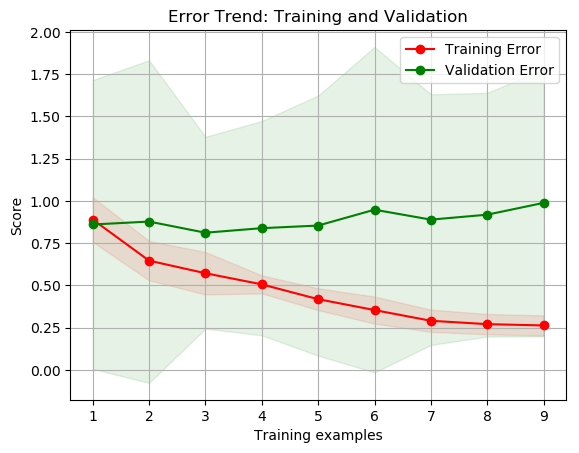 Error Trend: Training and Validation
Training Error
Validation Error
Score
2.00
1.75
1.50
1.25
1.00
0.75
0.50
0.25
0.00
1 2 3 4 5 6 7 8 9
Training examples